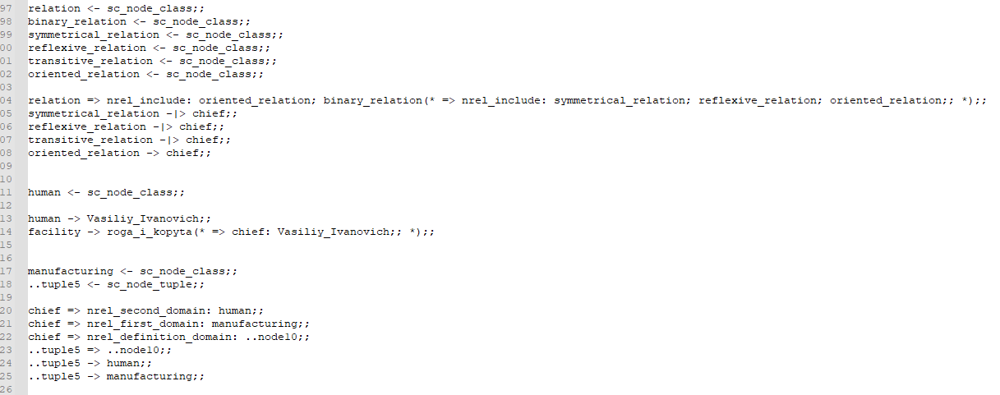 97 relation <- sc_node_class;;
98 binary_relation <- sc_node_class;;
99 symmetrical_relation <- sc_node_class;;
00 reflexive_relation <- sc_node_class;;
01 transitive_relation <- sc_node_class;;
02 oriented_relation <- sc_node_class;;
03
04 relation => nrel_include: oriented_relation; binary_relation(* => nrel_include: symmetrical_relation; reflexive_relation; oriented_relation;; *);;
05 symmetrical_relation -|> chief;;
06 reflexive_relation -|> chief;;
07 transitive_relation -|> chief;;
08 oriented_relation -> chief;;
09
10
11 human <- sc_node_class;;
12
13 human -> Vasiliy_Ivanovich;;
14 facility -> roga_i_kopyta(* => chief: Vasiliy_Ivanovich;; *);;
15
16
17 manufacturing <- sc_node_class;;
18 ..tuple5 <- sc_node_tuple;;
19
20 chief => nrel_second_domain: human;;
21 chief => nrel_first_domain: manufacturing;;
22 chief => nrel_definition_domain: ..node10;;
23 ..tuple5 => ..node10;;
24 ..tuple5 -> human;;
25 ..tuple5 -> manufacturing;;
26